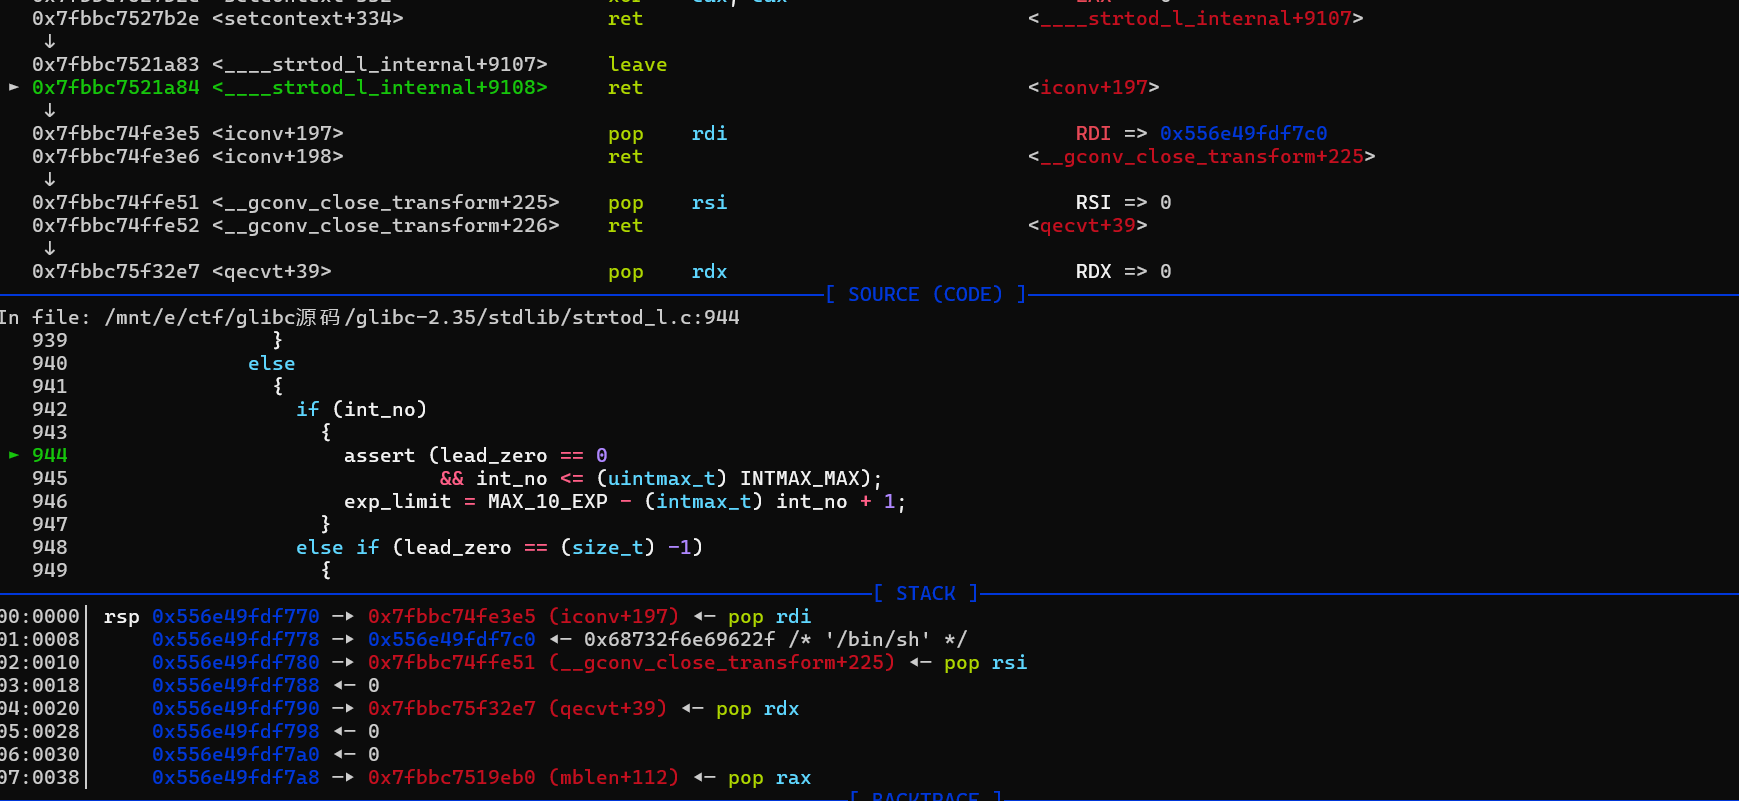 0x7fbbc7527b2e <setcontext+334> ret <____strtod_l_internal+9107>
↓
0x7fbbc7521a83 <____strtod_l_internal+9107> leave
► 0x7fbbc7521a84 <____strtod_l_internal+9108> ret <iconv+197>
↓
0x7fbbc74fe3e5 <iconv+197> pop rdi RDI => 0x556e49fdf7c0
0x7fbbc74fe3e6 <iconv+198> ret <__gconv_close_transform+225>
↓
0x7fbbc74ffe51 <__gconv_close_transform+225> pop rsi RSI => 0
0x7fbbc74ffe52 <__gconv_close_transform+226> ret <qecvt+39>
↓
0x7fbbc75f32e7 <qecvt+39> pop rdx RDX => 0
[ SOURCE (CODE) ]
In file: /mnt/e/ctf/glibc源码/glibc-2.35/stdlib/strtod_l.c:944
939 }
940 else
941 {
942 if (int_no)
943 {
► 944 assert (lead_zero == 0
945 && int_no <= (uintmax_t) INTMAX_MAX);
946 exp_limit = MAX_10_EXP - (intmax_t) int_no + 1;
947 }
948 else if (lead_zero == (size_t) -1)
949 {
[ STACK ]
00:0000│ rsp 0x556e49fdf770 —▸ 0x7fbbc74fe3e5 (iconv+197) ◂— pop rdi
01:0008│ 0x556e49fdf778 —▸ 0x556e49fdf7c0 ◂— 0x68732f6e69622f /* '/bin/sh' */
02:0010│ 0x556e49fdf780 —▸ 0x7fbbc74ffe51 (__gconv_close_transform+225) ◂— pop rsi
03:0018│ 0x556e49fdf788 ◂— 0
04:0020│ 0x556e49fdf790 —▸ 0x7fbbc75f32e7 (qecvt+39) ◂— pop rdx
05:0028│ 0x556e49fdf798 ◂— 0
06:0030│ 0x556e49fdf7a0 ◂— 0
07:0038│ 0x556e49fdf7a8 —▸ 0x7fbbc7519eb0 (mblen+112) ◂— pop rax
[ BACKTRACE ]